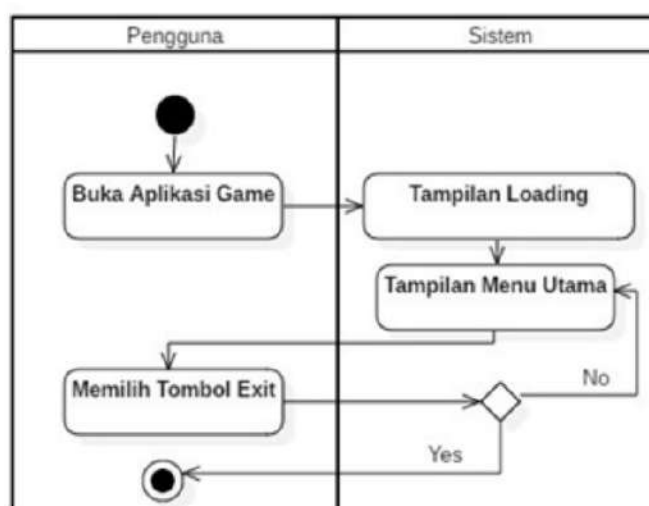 Pengguna
Sistem
Buka Aplikasi Game
Tampilan Loading
Tampilan Menu Utama
Memilih Tombol Exit
No
Yes